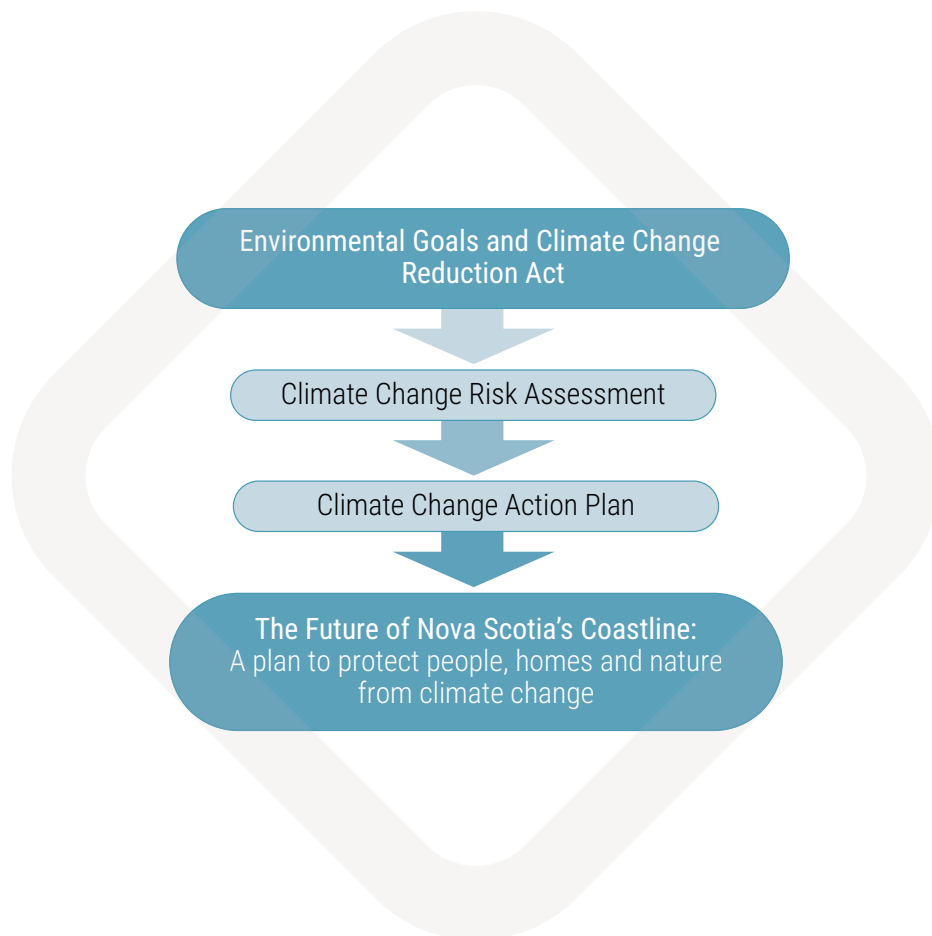 Environmental Goals and Climate Change
Reduction Act
Climate Change Risk Assessment
Climate Change Action Plan
The Future of Nova Scotia’s Coastline:
A plan to protect people, homes and nature
from climate change